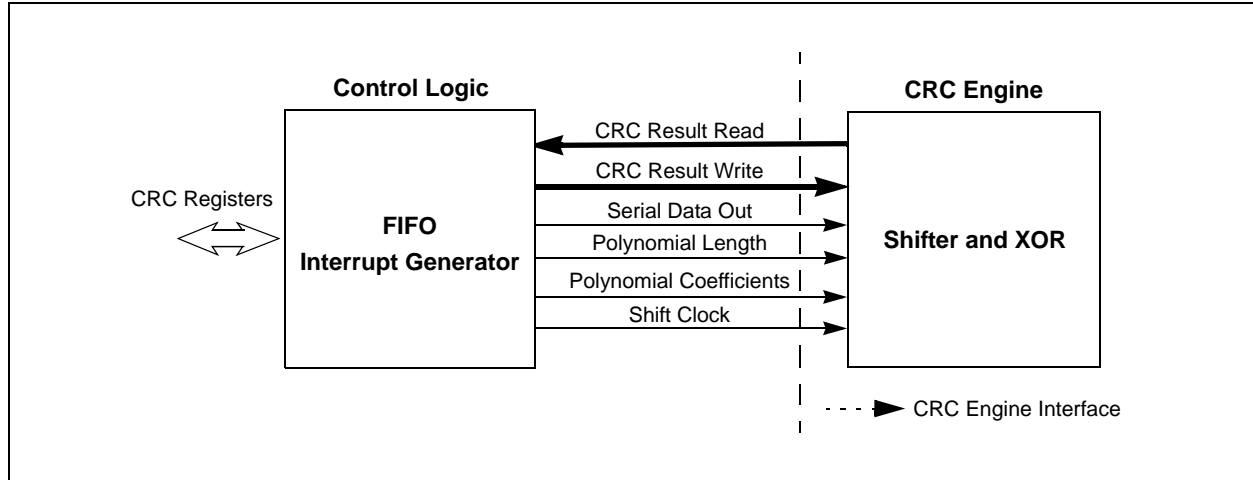 Control Logic
CRC Engine
CRC Result Read
CRC Result Write
CRC Registers
Serial Data Out
FIFO
Interrupt Generator
Polynomial Length
Shifter and XOR
Polynomial Coefficients
Shift Clock
CRC Engine Interface